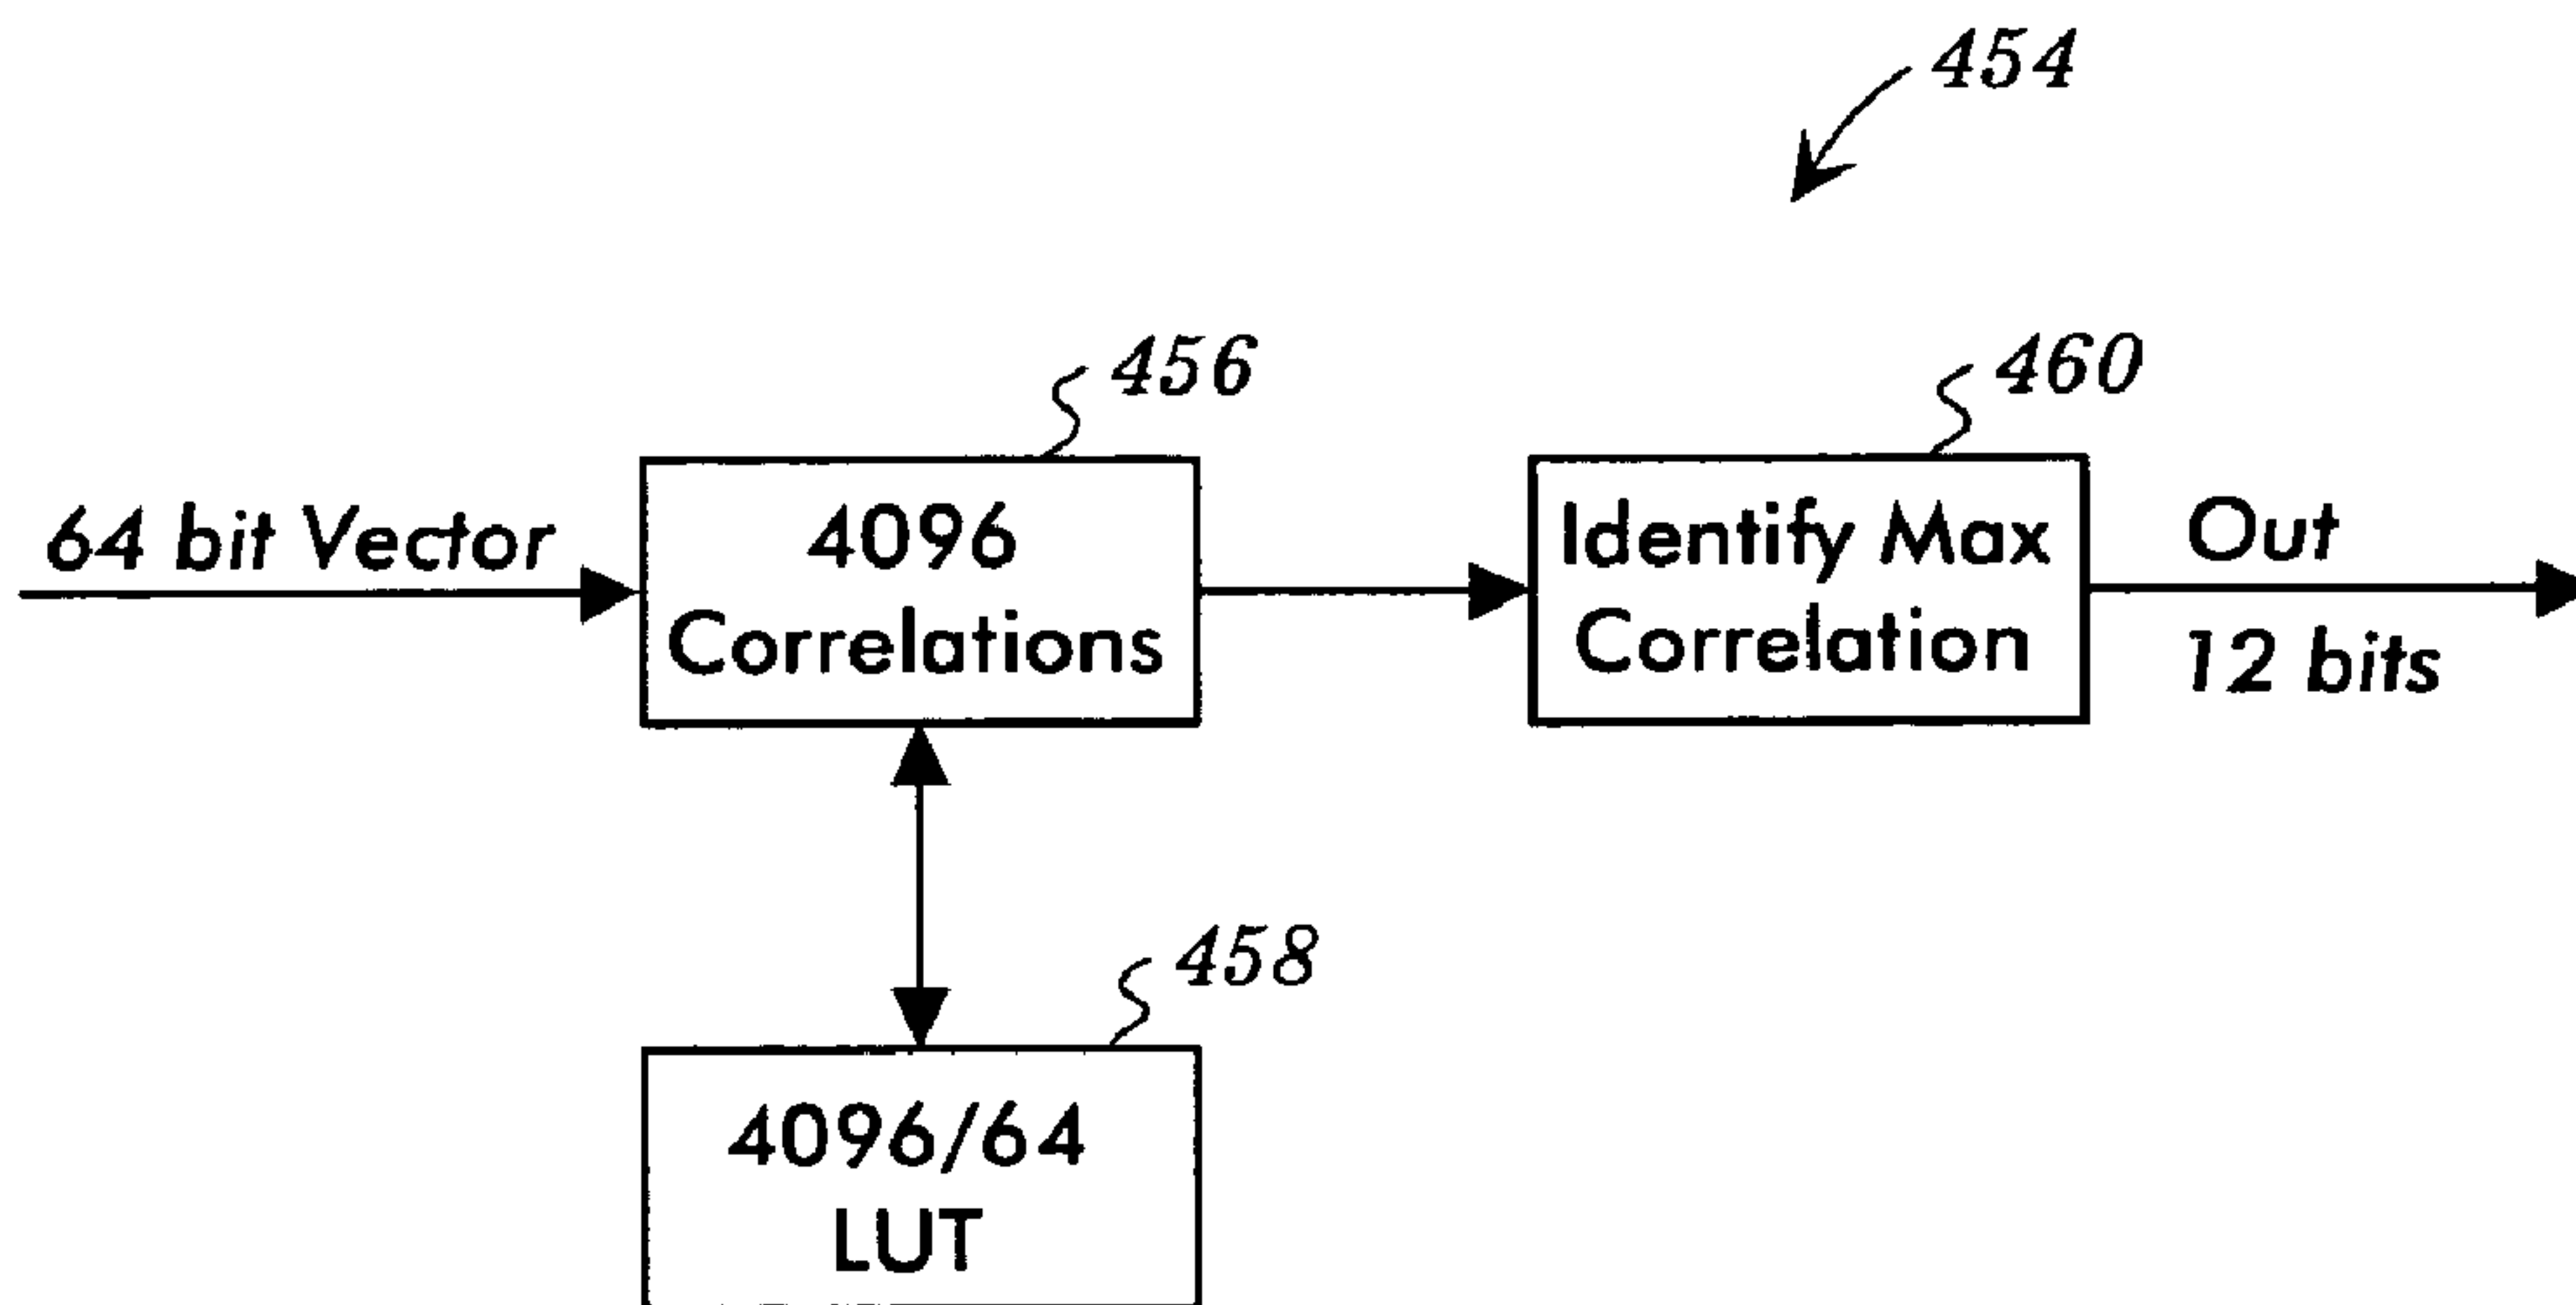 454
456
460
64 bit Vector
4096
Correlations
Identify Max
Correlation
Out
12 bits
458
4096/64
LUT